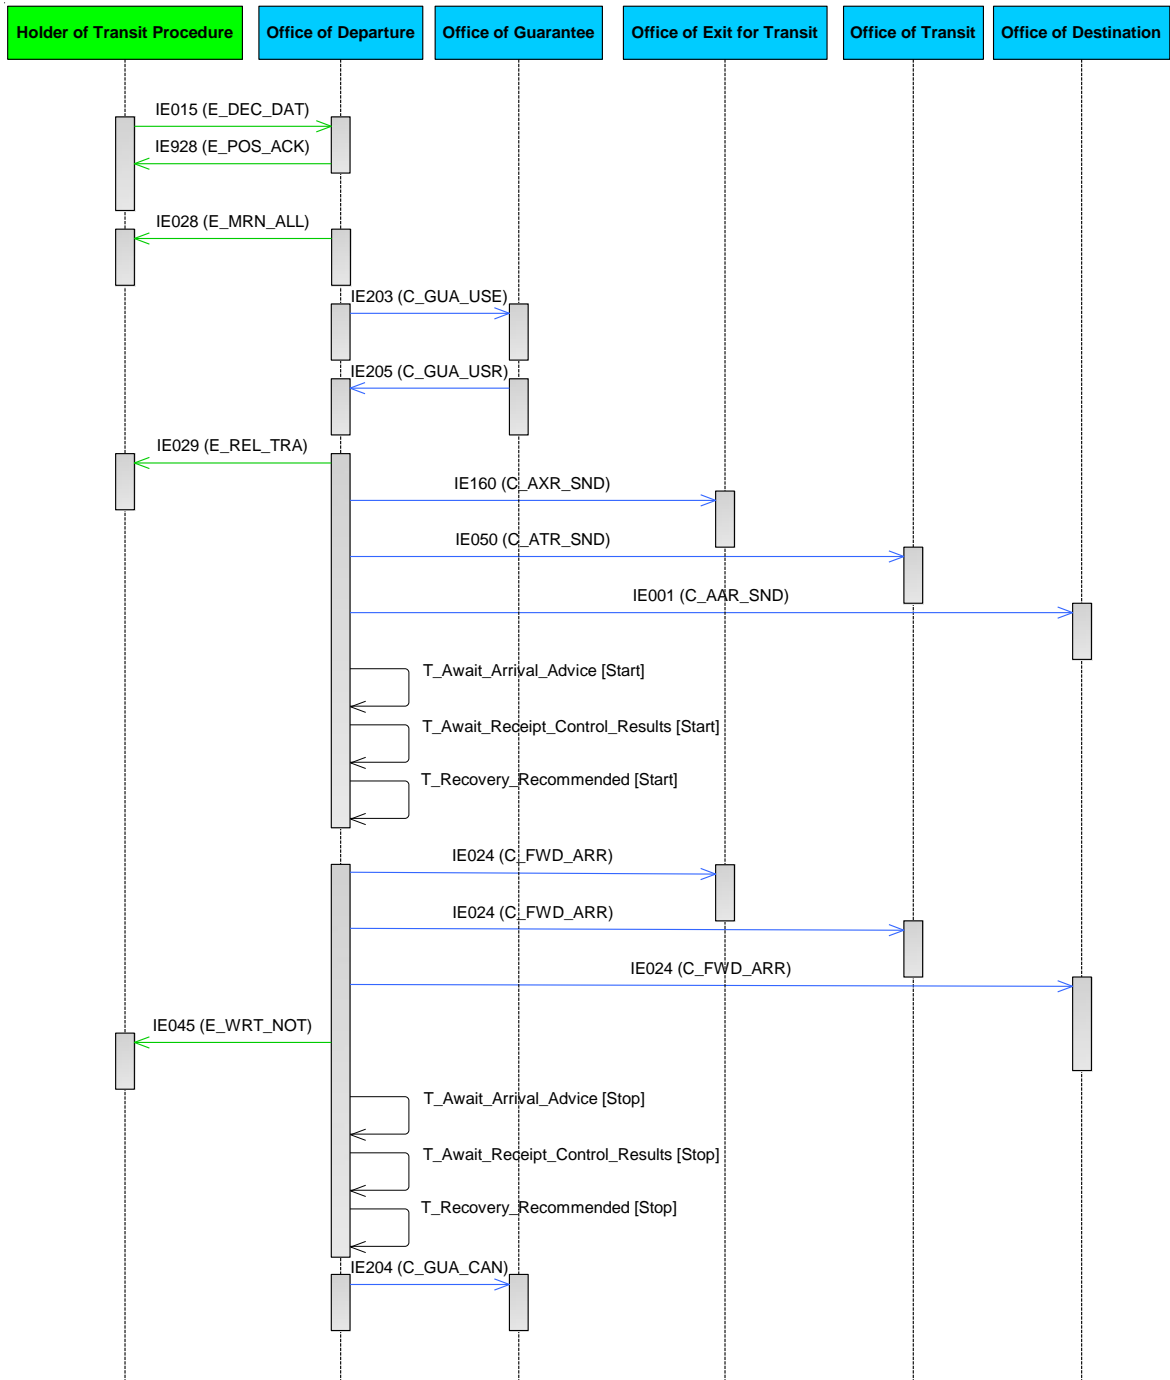 Holder of Transit Procedure
Office of Departure
Office of Guarantee
Office of Exit for Transit
Office of Transit
Office of Destination
IE015 (E_DEC_DAT)
IE928 (E_POS_ACK)
IE028 (E_MRN_ALL)
IE203 (C_GUA_USE)
IE205 (C_GUA_USR)
IE029 (E_REL_TRA)
IE160 (C_AXR_SND)
IE050 (C_ATR_SND)
IE001 (C_AAR_SND)
T_Await_Arrival_Advice [Start]
T_Await_Receipt_Control_Results [Start]
T_Recovery_Recommended [Start]
IE024 (C_FWD_ARR)
IE024 (C_FWD_ARR)
IE024 (C_FWD_ARR)
IE045 (E_WRT_NOT)
T_Await_Arrival_Advice [Stop]
T_Await_Receipt_Control_Results [Stop]
T_Recovery_Recommended [Stop]
IE204 (C_GUA_CAN)